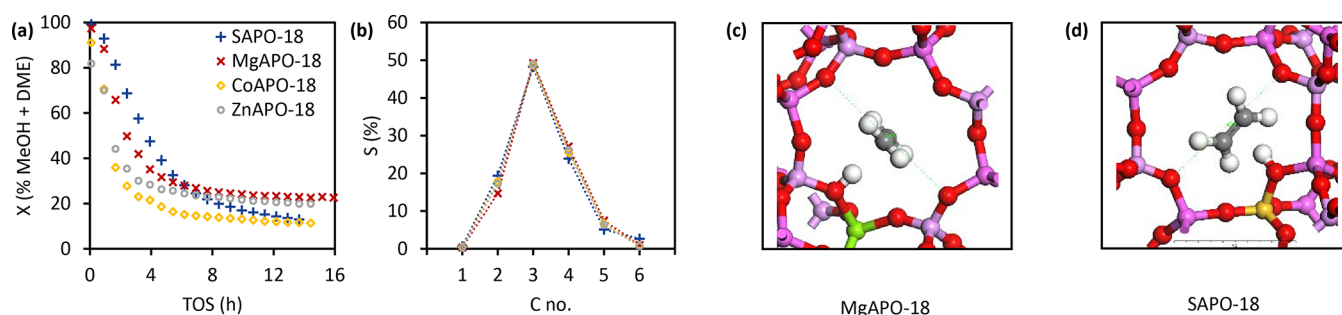 (a)
X (% MeOH + DME)
100
80
60
40
20
0
0 4 8 12 16
TOS (h)
SAPO-18
MgAPO-18
CoAPO-18
ZnAPO-18
(b)
S (%)
60
50
40
30
20
10
0
1 2 3 4 5 6
C no.
(c)
MgAPO-18
(d)
SAPO-18